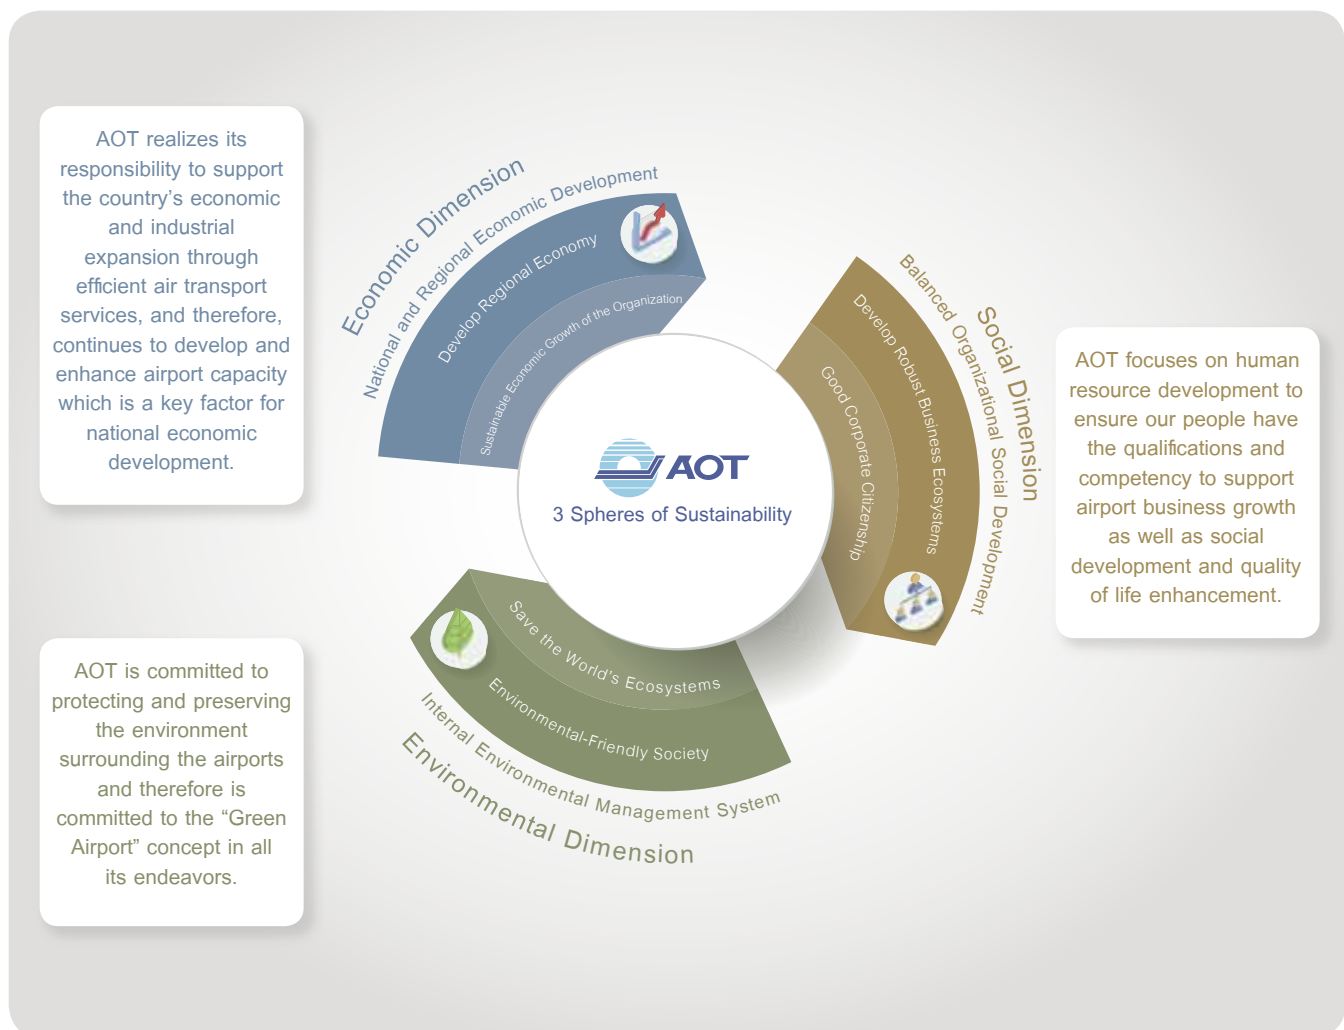 AOT realizes its
responsibility to support
the country’s economic
and industrial
expansion through
efficient air transport
services, and therefore,
continues to develop and
enhance airport capacity
which is a key factor for
national economic
development.
Economic Dimension
National and Regional Economic Development
Develop Regional Economy
Sustainable Economic Growth of the Organization
Social Dimension
Balanced Organizational Social Development
Develop Robust Business Ecosystems
Good Corporate Citizenship
AOT focuses on human
resource development to
ensure our people have
the qualifications and
competency to support
airport business growth
as well as social
development and quality
of life enhancement.
AOT
3 Spheres of Sustainability
Save the World’s Ecosystems
Environmental-Friendly Society
Internal Environmental Management System
Environmental Dimension
AOT is committed to
protecting and preserving
the environment
surrounding the airports
and therefore is
committed to the “Green
Airport” concept in all
its endeavors.